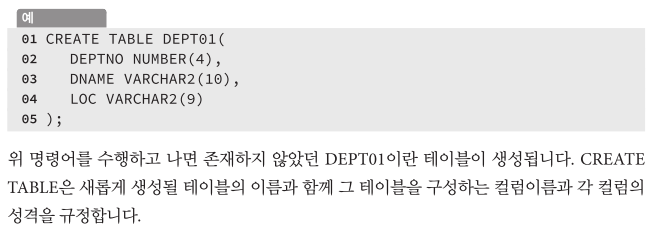 예
01 CREATE TABLE DEPT01(
02 DEPTNO NUMBER(4),
03 DNAME VARCHAR2(10),
04 LOC VARCHAR2(9)
05 );
위 명령어를 수행하고 나면 존재하지 않았던 DEPT01이란 테이블이 생성됩니다. CREATE
TABLE은 새롭게 생성될 테이블의 이름과 함께 그 테이블을 구성하는 컬럼이름과 각 컬럼의
성격을 규정합니다.